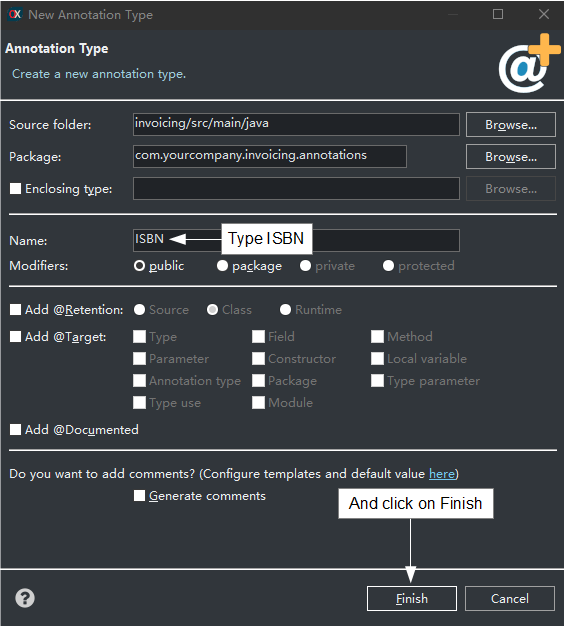 New Annotation Type
Annotation Type
Create a new annotation type.
Source folder: invoicing/src/main/java Browse...
Package: com.yourcompany.invoicing.annotations Browse...
Enclosing type: Browse...
Name: ISBN Type ISBN
Modifiers: public package private protected
Add @Retention: Source Class Runtime
Add @Target: Type Field Method
Parameter Constructor Local variable
Annotation type Package Type parameter
Type use Module
Add @Documented
Do you want to add comments? (Configure templates and default value here)
Generate comments
And click on Finish
? Finish Cancel